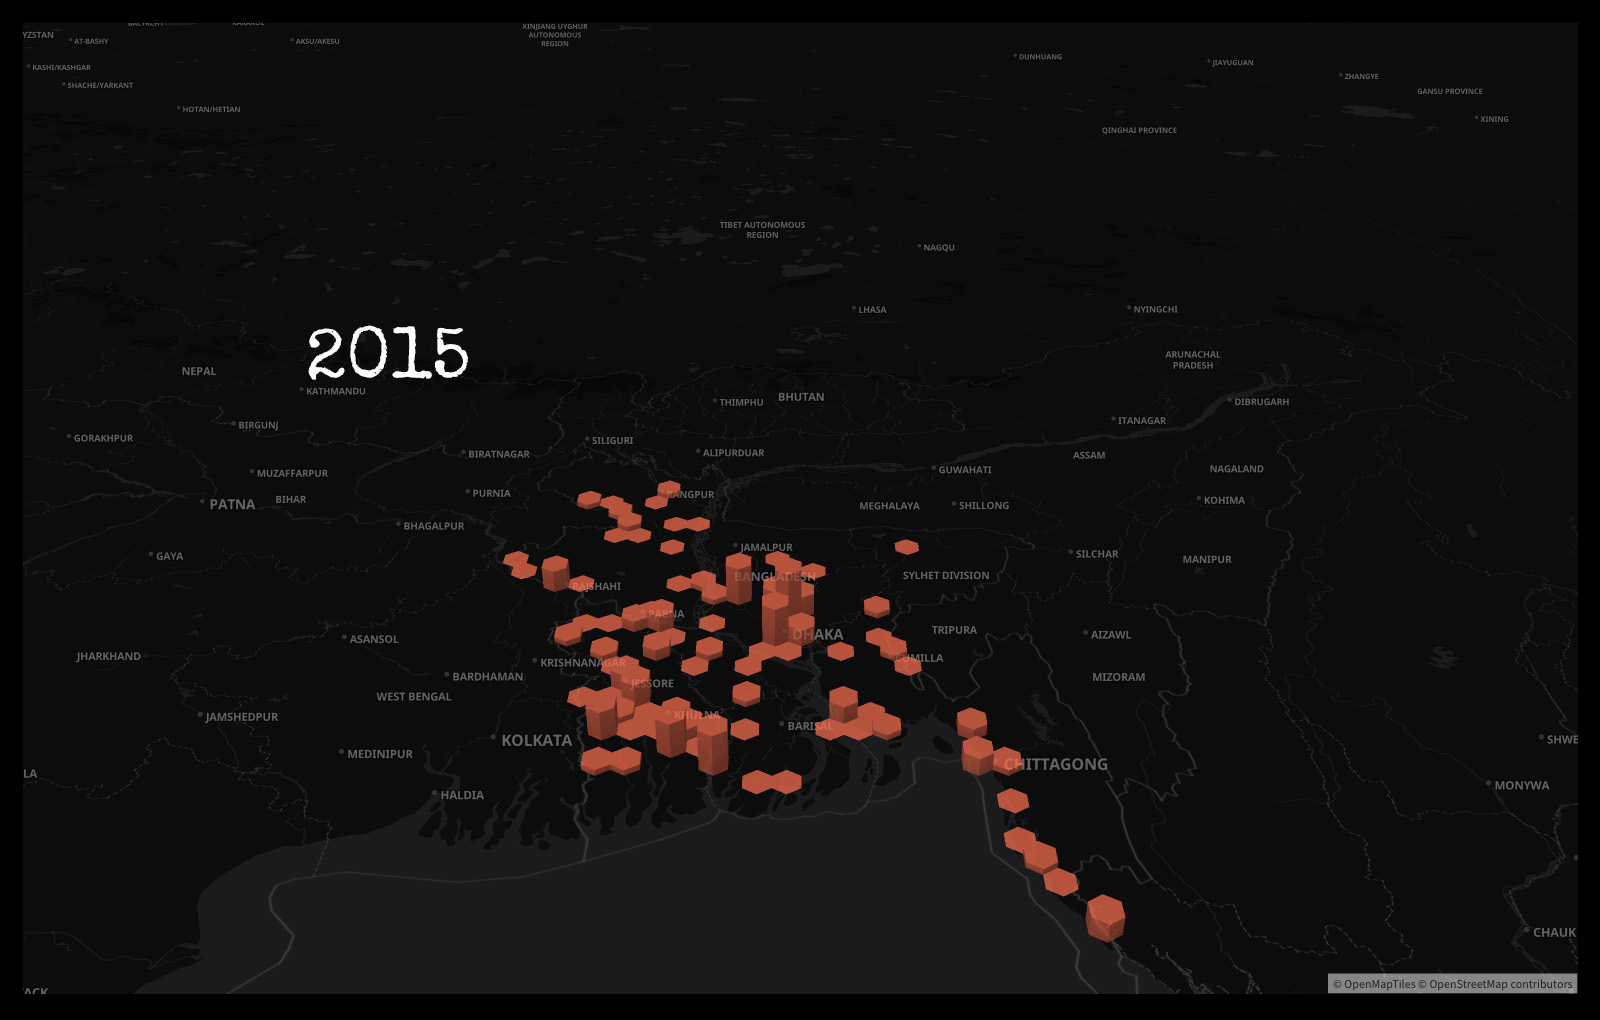 AT-BASHY
AKSU/AKESU
XINJIANG UYGHUR
AUTONOMOUS
REGION
DUNHUANG
JIAYUGUAN
KASHI/KASHGAR
ZHANGYE
SHACHE/YARKANT
GANSU PROVINCE
HOTAN/HETIAN
XINING
QINGHAI PROVINCE
TIBET AUTONOMOUS
REGION
NAGQU
LHASA
NYINGCHI
2015
ARUNACHAL
PRADESH
NEPAL
KATHMANDU
THIMPHU
BHUTAN
DIBRUGARH
BIRGUNJ
ITANAGAR
GORAKHPUR
SILIGURI
BIRATNAGAR
ALIPURDUAR
ASSAM
MUZAFFARPUR
GUWAHATI
NAGALAND
PURNIA
RANGPUR
PATNA
BIHAR
MEGHALAYA
SHILLONG
KOHIMA
BHAGALPUR
JAMALPUR
GAYA
SILCHAR
MANIPUR
BANGLADESH
SYLHET DIVISION
RAJSHAHI
PABNA
DHAKA
TRIPURA
AIZAWL
ASANSOL
JHARKHAND
KRISHNANAGAR
CUMILLA
BARDHAMAN
JESSORE
MIZORAM
WEST BENGAL
JAMSHEDPUR
KHULNA
BARISAL
KOLKATA
SHWE
MEDINIPUR
CHITTAGONG
LA
MONYWA
HALDIA
CHAUK
© OpenMapTiles © OpenStreetMap contributors